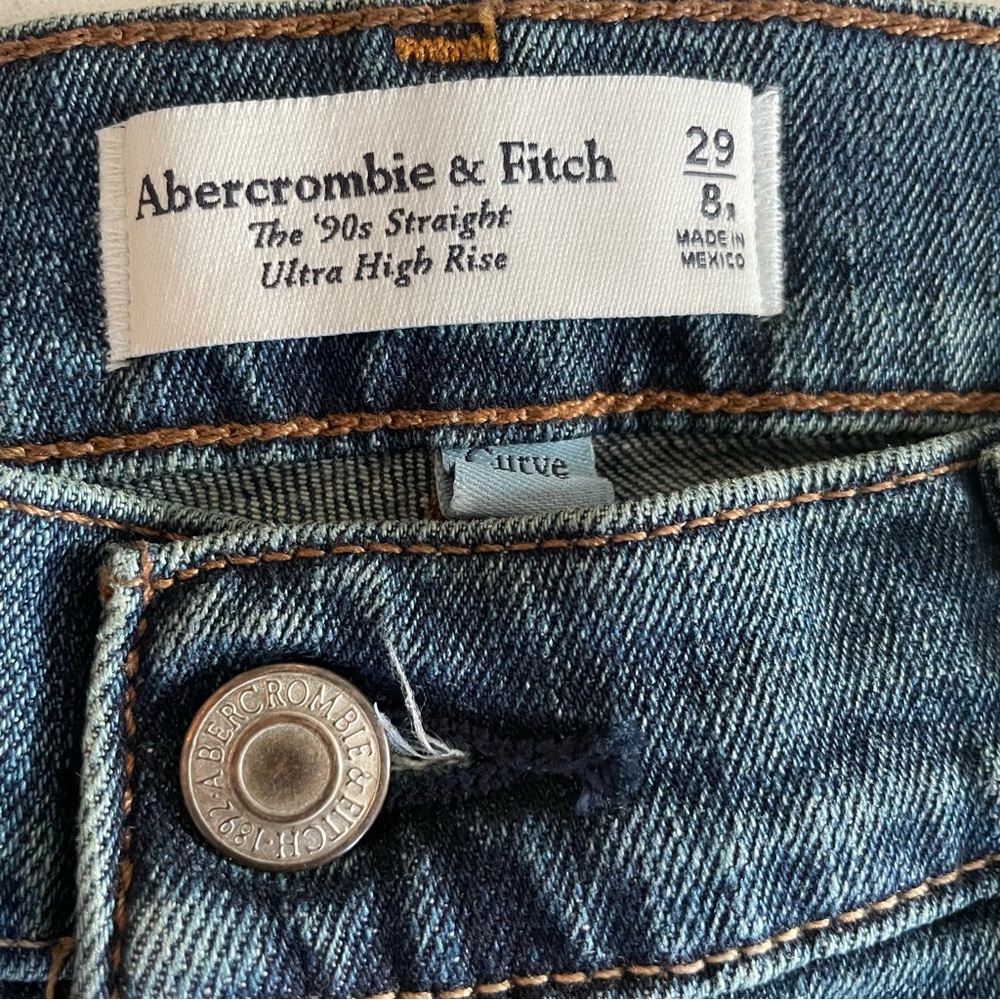 Abercrombie & Fitch
The '90s Straight
Ultra High Rise
29
8
MADE IN
MEXICO
Curve
ABERCROMBIE & FITCH · 1892 ·